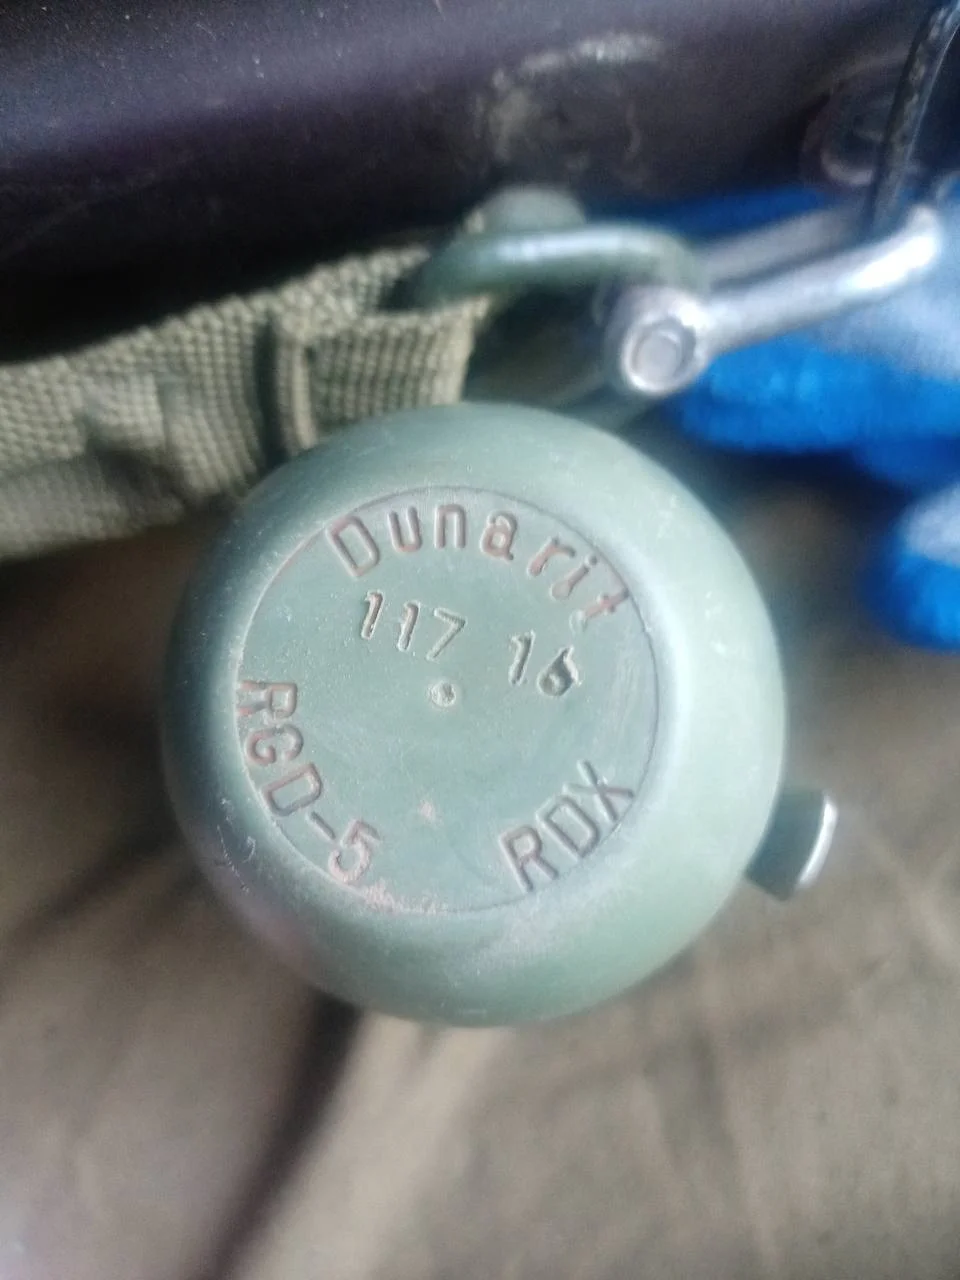 Dunarit
117 16
RGD-5
RDX